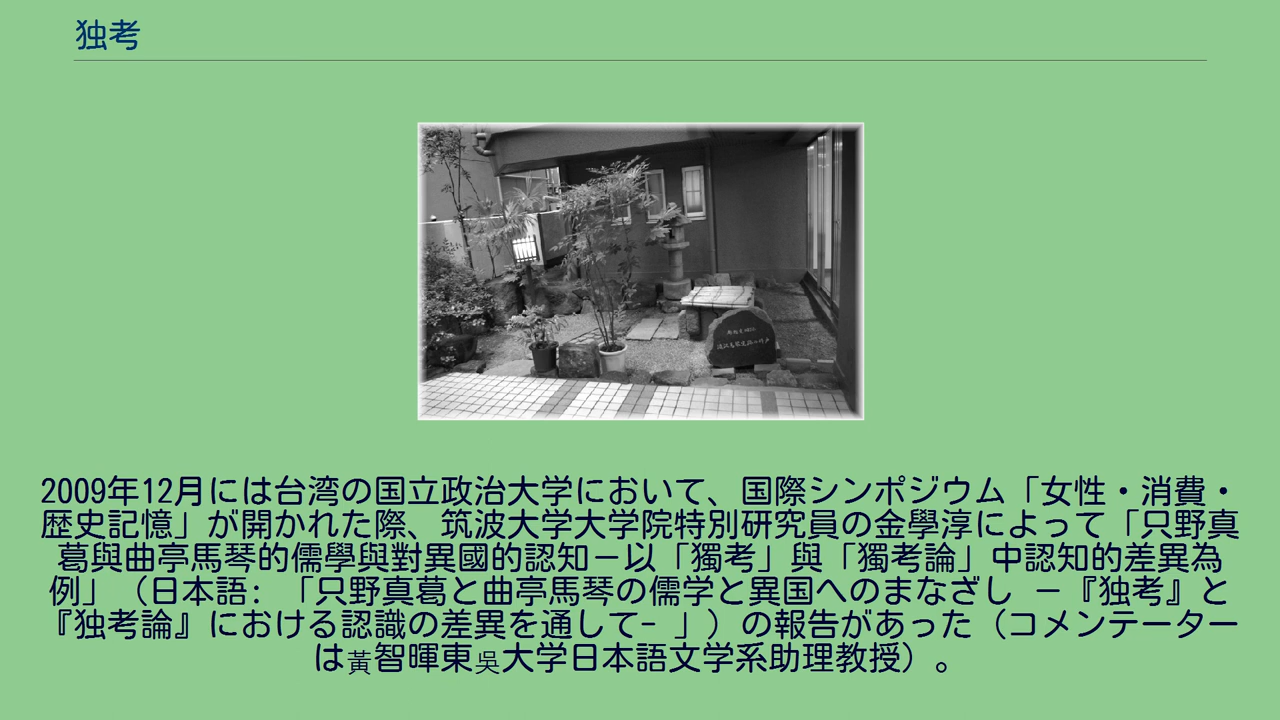 独考
2009年12月には台湾の国立政治大学において、国際シンポジウム「女性・消費・
歴史記憶」が開かれた際、筑波大学大学院特別研究員の金學淳によって「只野真
葛與曲亭馬琴的儒學與對異國的認知－以「獨考」與「獨考論」中認知的差異為
例」（日本語: 「只野真葛と曲亭馬琴の儒学と異国へのまなざし －『独考』と
『独考論』における認識の差異を通して-」）の報告があった（コメンテーター
は黃智暉東吳大学日本語文学系助理教授）。